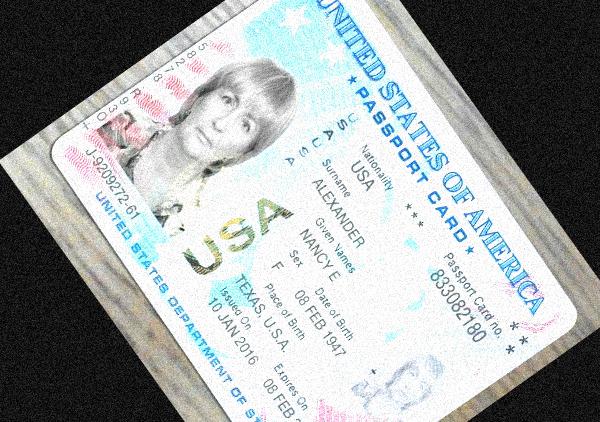 UNITED STATES OF AMERICA
★ PASSPORT CARD ★
Nationality
USA
Passport Card no.
833082180
Surname
ALEXANDER
Given Names
NANCY E
Sex
F
Date of Birth
08 FEB 1947
Place of Birth
TEXAS, U.S.A.
Issued On
10 JAN 2016
Expires On
08 FEB
USA
USA
J-9209272-61
UNITED STATES DEPARTMENT OF